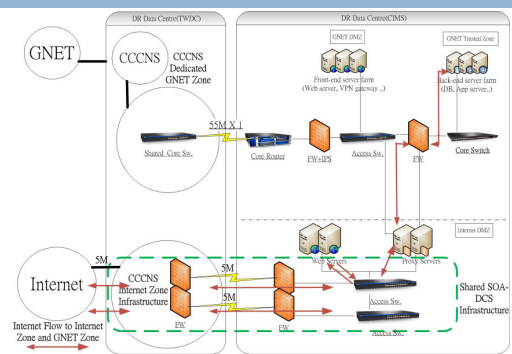 DR Data Centre(TWDC)
DR Data Centre(CIMS)
GNET
CCCNS
CCCNS
Dedicated
GNET Zone
GNET DMZ
GNET Trusted Zone
Front-end server farm
(Web server, VPN gateway ..)
Back-end server farm
(DB, App server..)
55M X 1
Shared Core Sw.
Core Router
FW+IPS
Access Sw.
FW
Core Switch
Internet DMZ
Web Servers
Proxy Servers
5M
Internet
CCCNS
Internet Zone
Infrastructure
5M
5M
FW
FW
Access Sw.
Access Sw.
Shared SOA-
DCS
Infrastructure
Internet Flow to Internet
Zone and GNET Zone